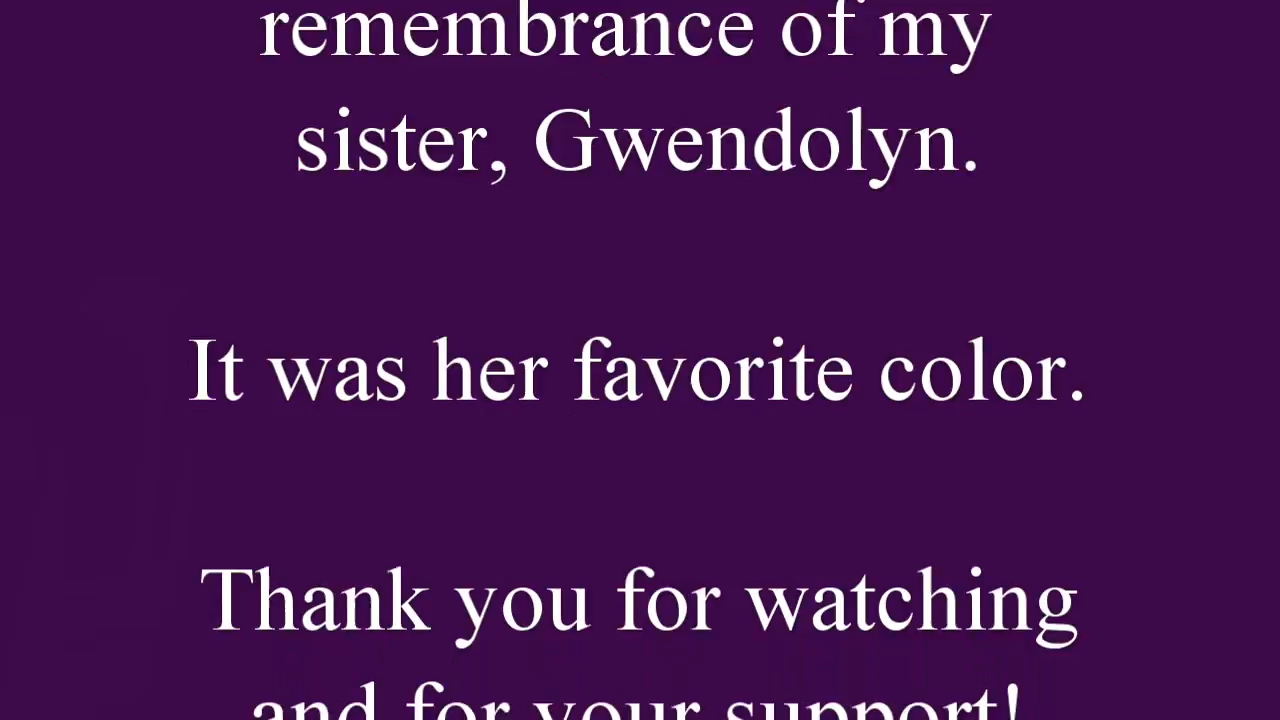 remembrance of my
sister, Gwendolyn.
It was her favorite color.
Thank you for watching
and for your support!